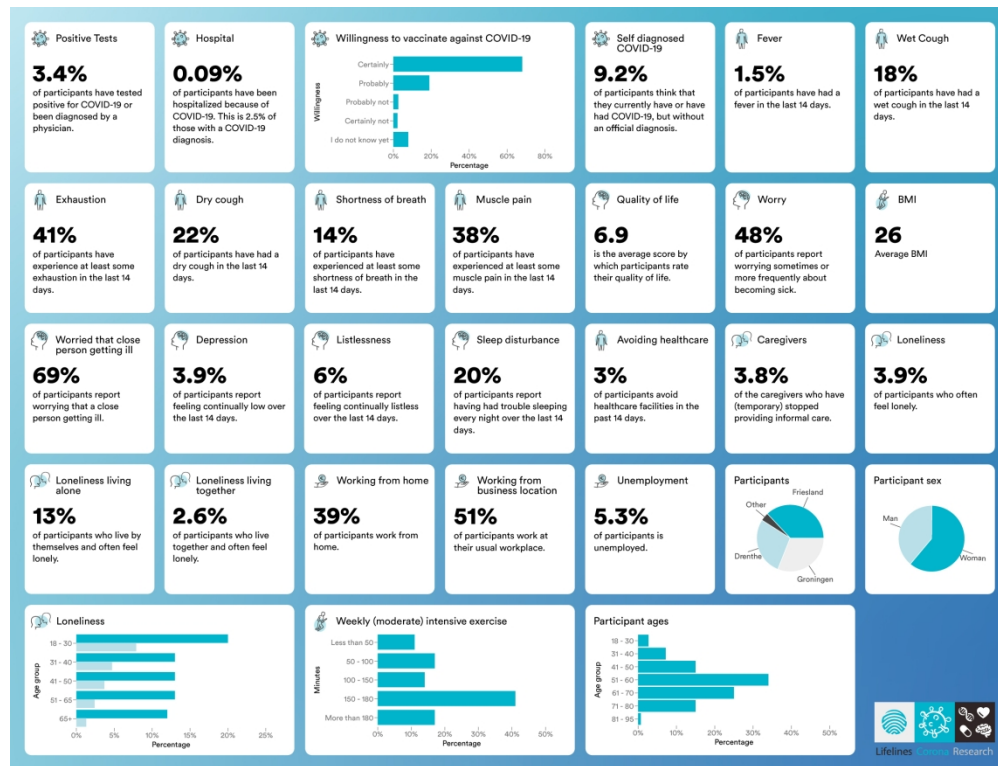 Positive Tests
3.4%
of participants have tested
positive for COVID-19 or
been diagnosed by a
physician.
Hospital
0.09%
of participants have been
hospitalized because of
COVID-19. This is 2.5% of
those with a COVID-19
diagnosis.
Willingness to vaccinate against COVID-19
Willingness
Certainly
Probably
Probably not
Certainly not
I do not know yet
0%
20%
40%
60%
80%
Percentage
Self diagnosed
COVID-19
9.2%
of participants think that
they currently have or have
had COVID, but without
an official diagnosis.
Fever
1.5%
of participants have had a
fever in the last 14 days.
Wet Cough
18%
of participants have had a
wet cough in the last 14
days.
Exhaustion
41%
of participants have
experience at least some
exhaustion in the last 14
days.
Dry cough
22%
of participants have had a
dry cough in the last 14
days.
Shortness of breath
14%
of participants have
experienced at least some
shortness of breath in the
last 14 days.
Muscle pain
38%
of participants have
experienced at least some
muscle pain in the last 14
days.
Quality of life
6.9
is the average score by
which participants rate
their quality of life.
Worry
48%
of participants report
worrying sometimes or
more frequently about
becoming sick.
BMI
26
Average BMI
Worried that close
person getting ill
69%
of participants report
worrying that a close
person getting ill.
Depression
3.9%
of participants report
feeling continually low over
the last 14 days.
Listlessness
6%
of participants report
feeling continually listless
over the last 14 days.
Sleep disturbance
20%
of participants report
having had trouble sleeping
every night over the last 14
days.
Avoiding healthcare
3%
of participants avoid
healthcare facilities in the
past 14 days.
Caregivers
3.8%
of the caregivers who have
(temporary) stopped
providing informal care.
Loneliness
3.9%
of participants who often
feel lonely.
Loneliness living
alone
13%
of participants who live by
themselves and often feel
lonely.
Loneliness living
together
2.6%
of participants who live
together and often feel
lonely.
Working from home
39%
of participants work from
home.
Working from
business location
51%
of participants work at
their usual workplace.
Unemployment
5.3%
of participants is
unemployed.
Participants
Friesland
Other
Drenthe
Groningen
Participant sex
Man
Woman
Loneliness
Age group
18 - 30
31 - 40
41 - 50
51 - 65
65+
0%
5%
10%
15%
20%
25%
Percentage
Weekly (moderate) intensive exercise
Minutes
Less than 50
50 - 100
100 - 150
150 - 180
More than 180
0%
10%
20%
30%
40%
50%
Percentage
Participant ages
Age group
18 - 30
31 - 40
41 - 50
51 - 60
61 - 70
71 - 80
81 - 95
0%
10%
20%
30%
40%
50%
Percentage
Lifelines Corona Research